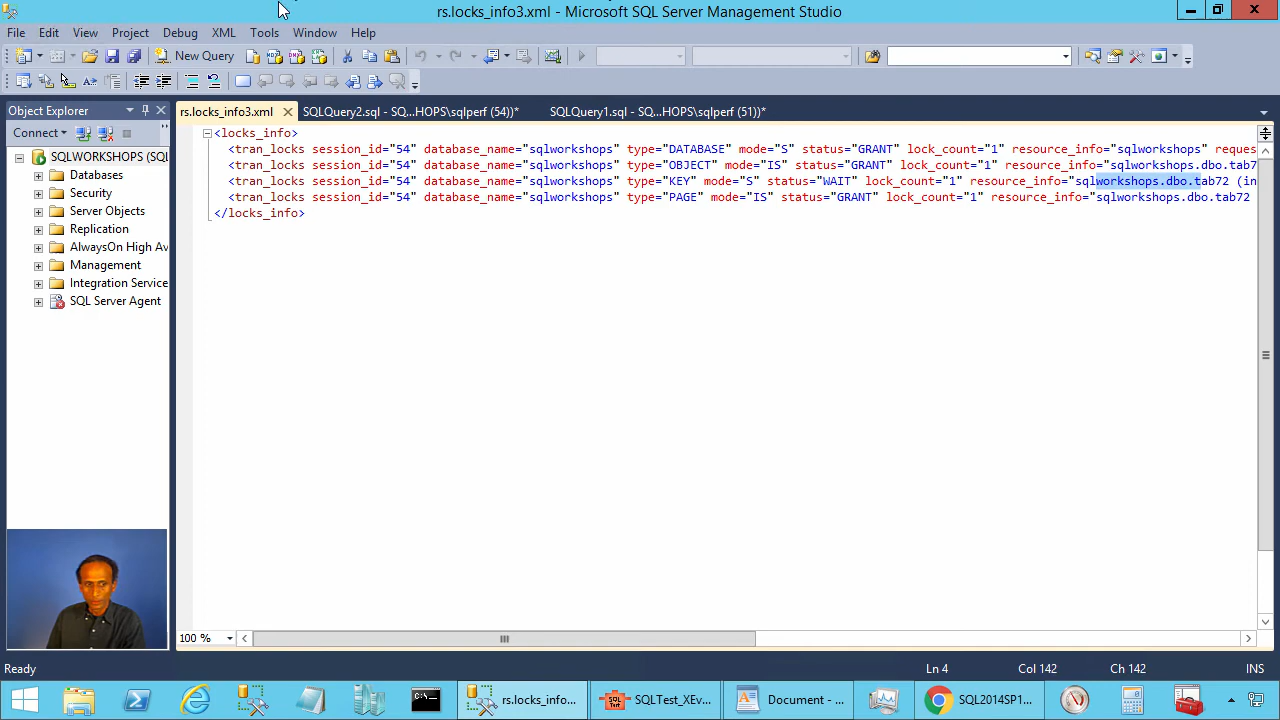 rs.locks_info3.xml - Microsoft SQL Server Management Studio
File Edit View Project Debug XML Tools Window Help
New Query
Object Explorer
rs.locks_info3.xml
SQLQuery2.sql - SQ...HOPS\sqlperf (54))*
SQLQuery1.sql - SQ...HOPS\sqlperf (51))*
Connect
SQLWORKSHOPS (SQL
Databases
Security
Server Objects
Replication
AlwaysOn High Av
Management
Integration Service
SQL Server Agent
<locks_info>
<tran_locks session_id="54" database_name="sqlworkshops" type="DATABASE" mode="S" status="GRANT" lock_count="1" resource_info="sqlworkshops" reques
<tran_locks session_id="54" database_name="sqlworkshops" type="OBJECT" mode="IS" status="GRANT" lock_count="1" resource_info="sqlworkshops.dbo.tab7
<tran_locks session_id="54" database_name="sqlworkshops" type="KEY" mode="S" status="WAIT" lock_count="1" resource_info="sqlworkshops.dbo.tab72 (in
<tran_locks session_id="54" database_name="sqlworkshops" type="PAGE" mode="IS" status="GRANT" lock_count="1" resource_info="sqlworkshops.dbo.tab72
</locks_info>
100 %
Ready
Ln 4
Col 142
Ch 142
INS
rs.locks_info...
SQLTest_XEv...
Document - ...
SQL2014SP1...